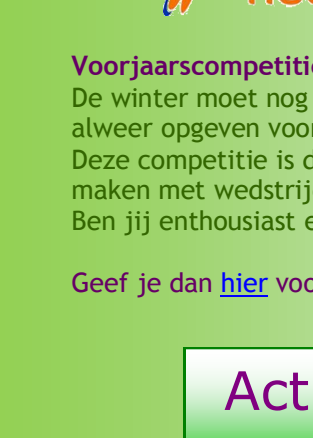 Voorjaarscompetiti
De winter moet nog
alweer opgeven voor
Deze competitie is d
maken met wedstrij
Ben jij enthousiast e
Geef je dan hier voo
Act